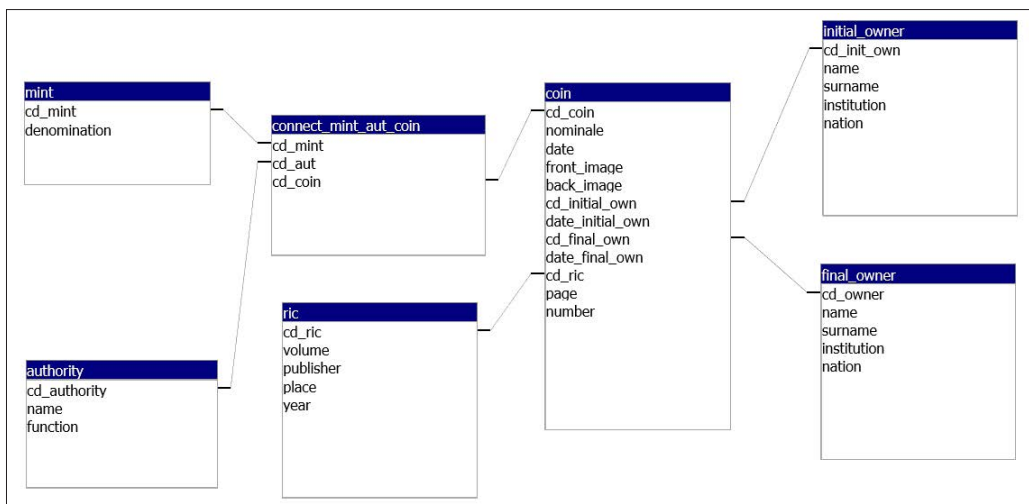 mint
cd_mint
denomination
connect_mint_aut_coin
cd_mint
cd_aut
cd_coin
authority
cd_authority
name
function
ric
cd_ric
volume
publisher
place
year
coin
cd_coin
nominale
date
front_image
back_image
cd_initial_own
date_initial_own
cd_final_own
date_final_own
cd_ric
page
number
initial_owner
cd_init_own
name
surname
institution
nation
final_owner
cd_owner
name
surname
institution
nation